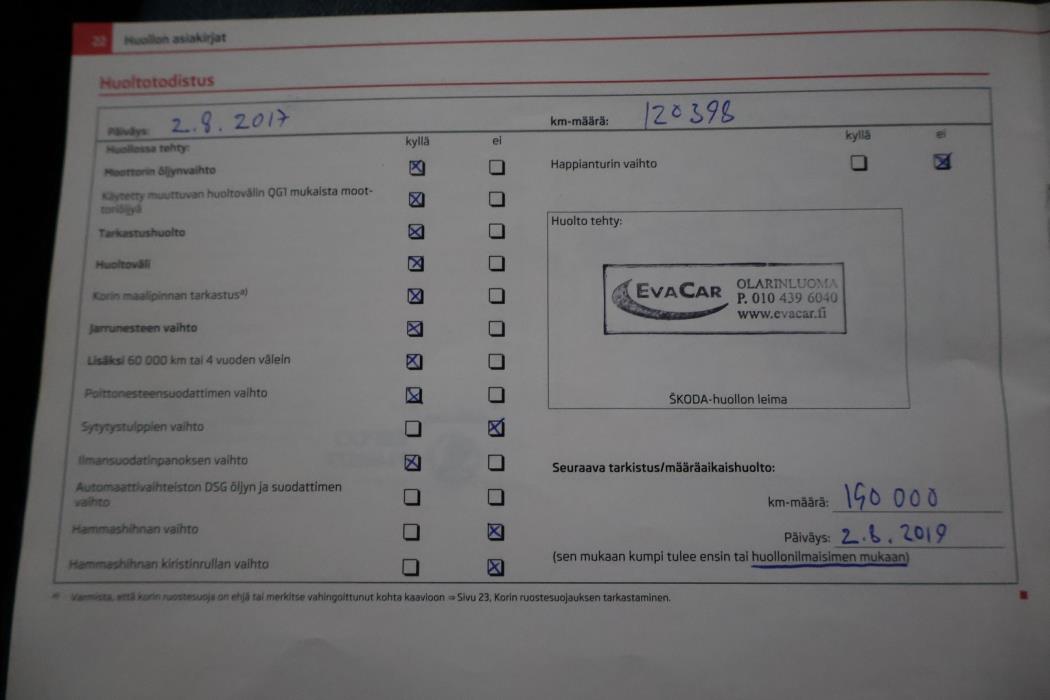 22 Huollon asiakirjat
Huoltotodistus
Päiväys: 2.8.2017
km-määrä: 120398
Huollossa tehty: kyllä ei
Moottorin öljynvaihto
Käytetty muuttuvan huoltovälin QG1 mukaista moot-
toriöljyä
Tarkastushuolto
Huoltoväli
Korin maalipinnan tarkastusa)
Jarrunesteen vaihto
Lisäksi 60 000 km tai 4 vuoden välein
Polttonesteensuodattimen vaihto
Sytytystulppien vaihto
Ilmansuodatinpanoksen vaihto
Automaattivaihteiston DSG öljyn ja suodattimen
vaihto
Hammashihnan vaihto
Hammashihnan kiristinrullan vaihto
kyllä ei
Happianturin vaihto
Huolto tehty:
EVACAR
OLARINLUOMA
P. 010 439 6040
www.evacar.fi
ŠKODA-huollon leima
Seuraava tarkistus/määräaikaishuolto:
km-määrä: 150 000
Päiväys: 2.8.2019
(sen mukaan kumpi tulee ensin tai huollonilmaisimen mukaan)
a) Varmista, että korin ruostesuoja on ehjä tai merkitse vahingoittunut kohta kaavioon ⇒ Sivu 23, Korin ruostesuojauksen tarkastaminen.